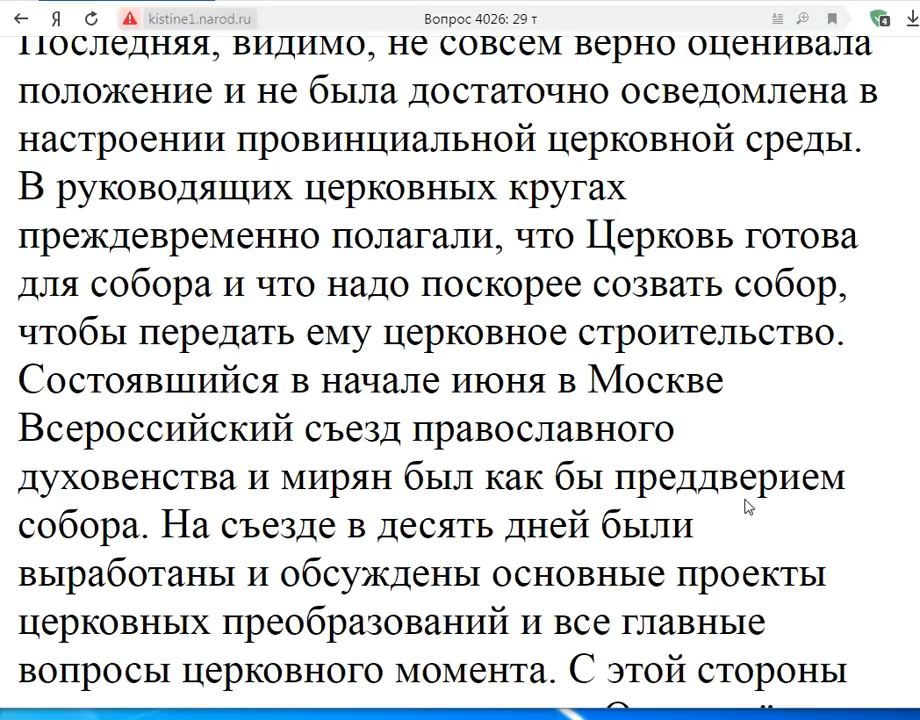 Я
kistine1.narod.ru
Вопрос 4026: 29 т
4
Последняя, видимо, не совсем верно оценивала
положение и не была достаточно осведомлена в
настроении провинциальной церковной среды.
В руководящих церковных кругах
преждевременно полагали, что Церковь готова
для собора и что надо поскорее созвать собор,
чтобы передать ему церковное строительство.
Состоявшийся в начале июня в Москве
Всероссийский съезд православного
духовенства и мирян был как бы преддверием
собора. На съезде в десять дней были
выработаны и обсуждены основные проекты
церковных преобразований и все главные
вопросы церковного момента. С этой стороны